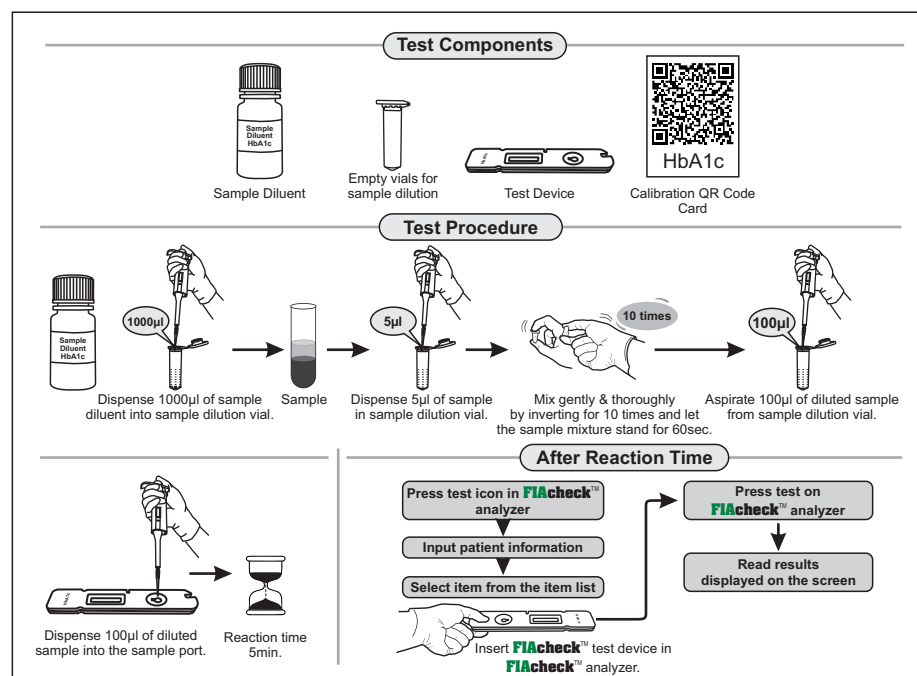 Test Components
Sample
Diluent
HbA1c
HbA1c
HbA1c
Sample Diluent
Empty vials for
sample dilution
Test Device
Calibration QR Code
Card
Test Procedure
Sample
Diluent
HbA1c
1000µl
5µl
10 times
100µl
Dispense 1000µl of sample
diluent into sample dilution vial.
Sample
Dispense 5µl of sample
in sample dilution vial.
Mix gently & thoroughly
by inverting for 10 times and let
the sample mixture stand for 60sec.
Aspirate 100µl of diluted sample
from sample dilution vial.
HbA1c
Dispense 100µl of diluted
sample into the sample port.
Reaction time
5min.
After Reaction Time
Press test icon in FIAcheck™
analyzer
Input patient information
Select item from the item list
Insert FIAcheck™ test device in
FIAcheck™ analyzer.
Press test on
FIAcheck™ analyzer
Read results
displayed on the screen